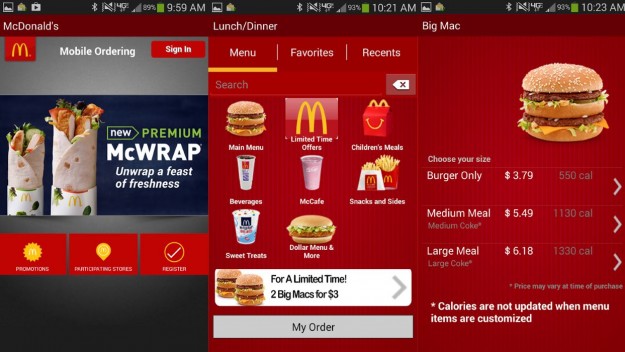 89% 9:59 AM
McDonald's
Mobile Ordering
Sign In
new PREMIUM
McWRAP
Unwrap a feast
of freshness
PROMOTIONS
PARTICIPATING STORES
REGISTER
93% 10:21 AM
Lunch/Dinner
Menu Favorites Recents
Search
Main Menu
Limited Time
Offers
Children's Meals
Beverages
McCafe
Snacks and Sides
Sweet Treats
Dollar Menu &
More
For A Limited Time!
2 Big Macs for $3
My Order
93% 10:23 AM
Big Mac
Choose your size
Burger Only $ 3.79 550 cal
Medium Meal $ 5.49 1130 cal
Medium Coke*
Large Meal $ 6.18 1330 cal
Large Coke*
* Price may vary at time of purchase
* Calories are not updated when menu
items are customized